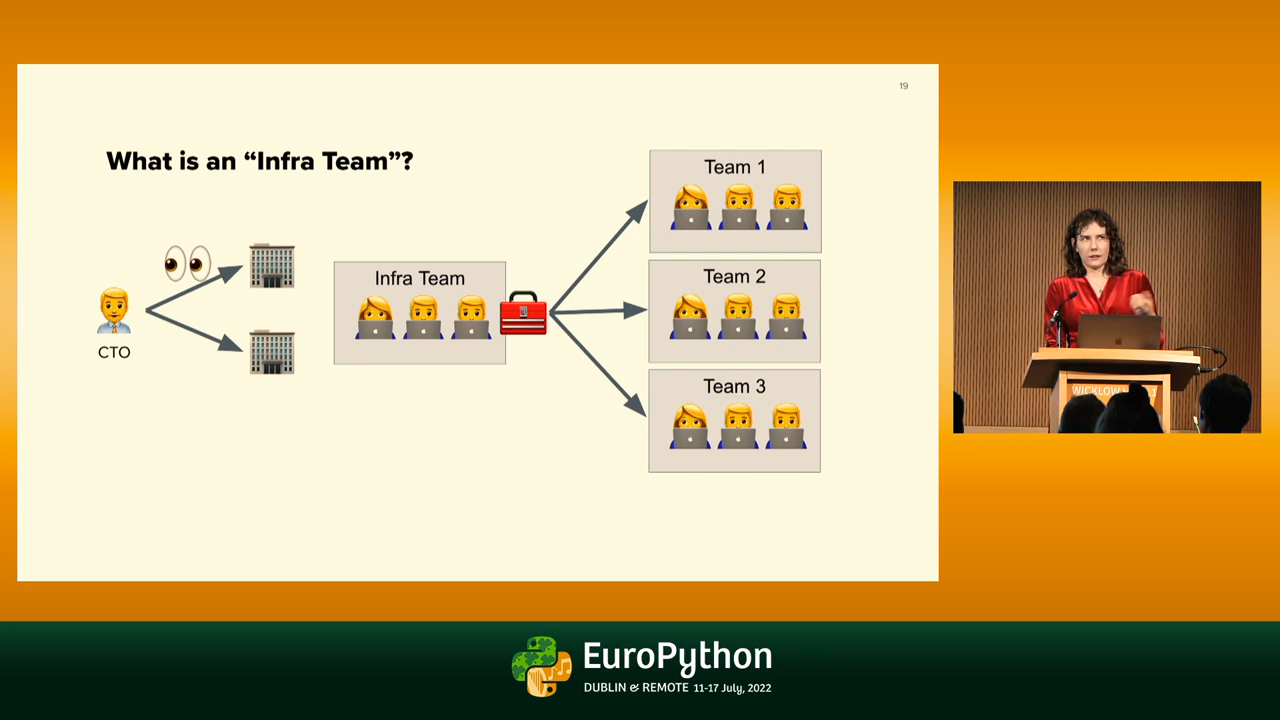 19
What is an “Infra Team”?
CTO
Infra Team
Team 1
Team 2
Team 3
WICKLOW
EuroPython
DUBLIN & REMOTE 11-17 July, 2022